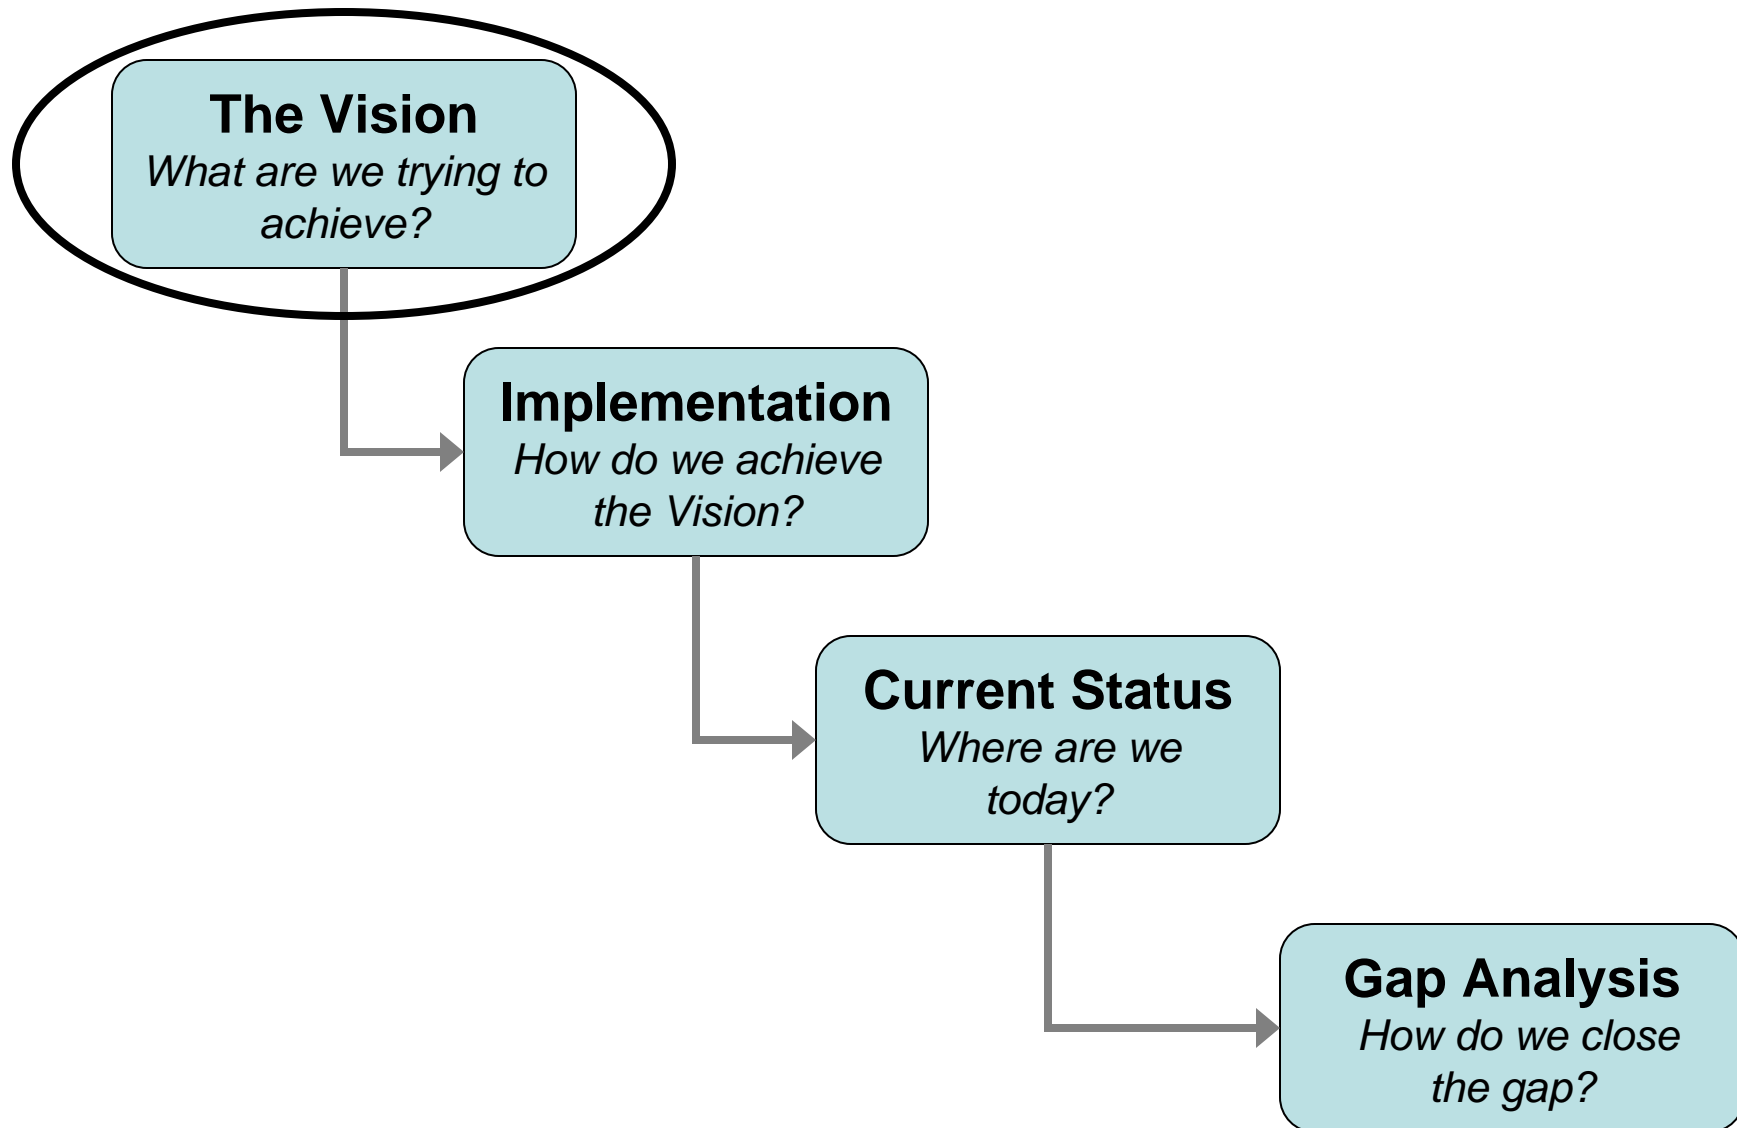 The Vision
What are we trying to
achieve?
Implementation
How do we achieve
the Vision?
Current Status
Where are we
today?
Gap Analysis
How do we close
the gap?